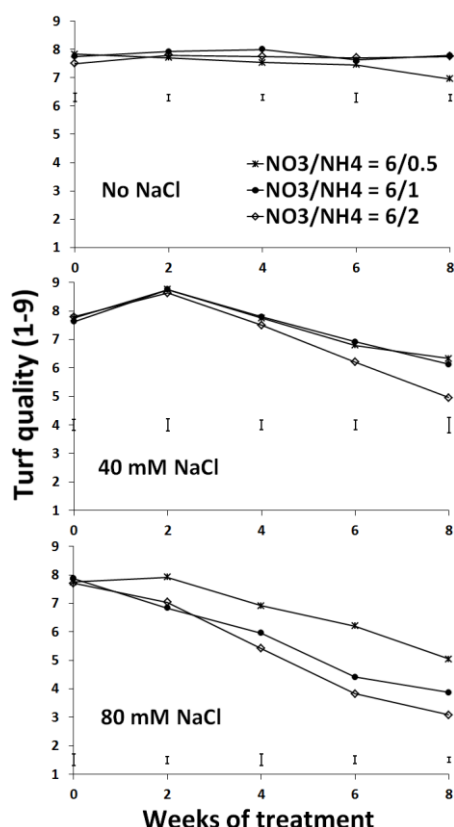 Turf quality (1-9)
9
8
7
6
5
4
3
2
1
NO3/NH4 = 6/0.5
NO3/NH4 = 6/1
NO3/NH4 = 6/2
No NaCl
0 2 4 6 8
9
8
7
6
5
4
3
2
1
40 mM NaCl
0 2 4 6 8
9
8
7
6
5
4
3
2
1
80 mM NaCl
0 2 4 6 8
Weeks of treatment